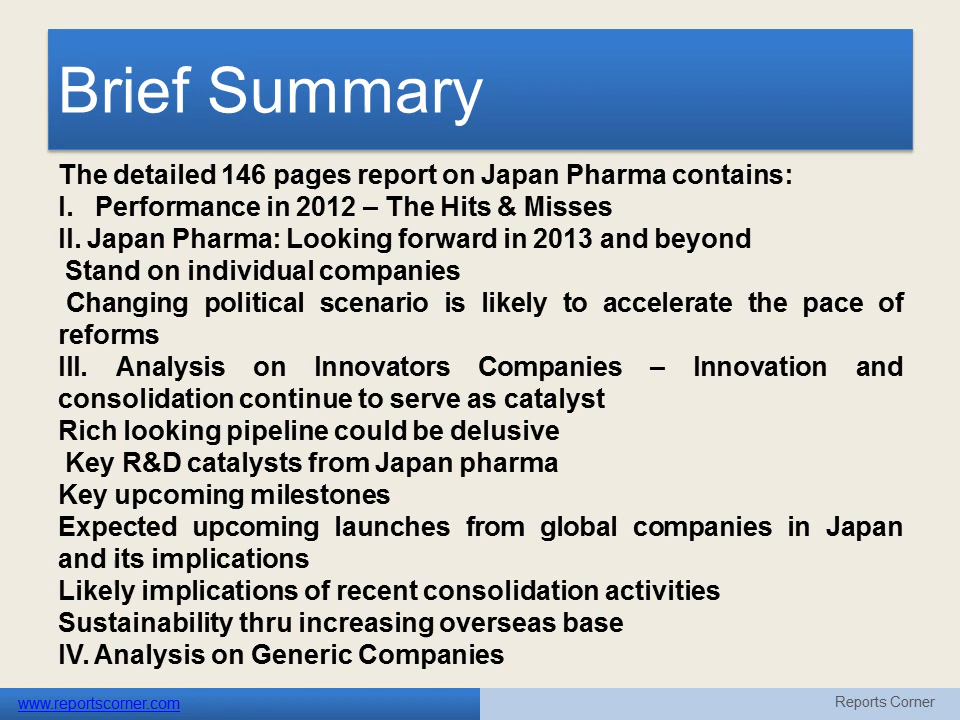 Brief Summary
The detailed 146 pages report on Japan Pharma contains:
I. Performance in 2012 – The Hits & Misses
II. Japan Pharma: Looking forward in 2013 and beyond
Stand on individual companies
Changing political scenario is likely to accelerate the pace of
reforms
III. Analysis on Innovators Companies – Innovation and
consolidation continue to serve as catalyst
Rich looking pipeline could be delusive
Key R&D catalysts from Japan pharma
Key upcoming milestones
Expected upcoming launches from global companies in Japan
and its implications
Likely implications of recent consolidation activities
Sustainability thru increasing overseas base
IV. Analysis on Generic Companies
www.reportscorner.com
Reports Corner